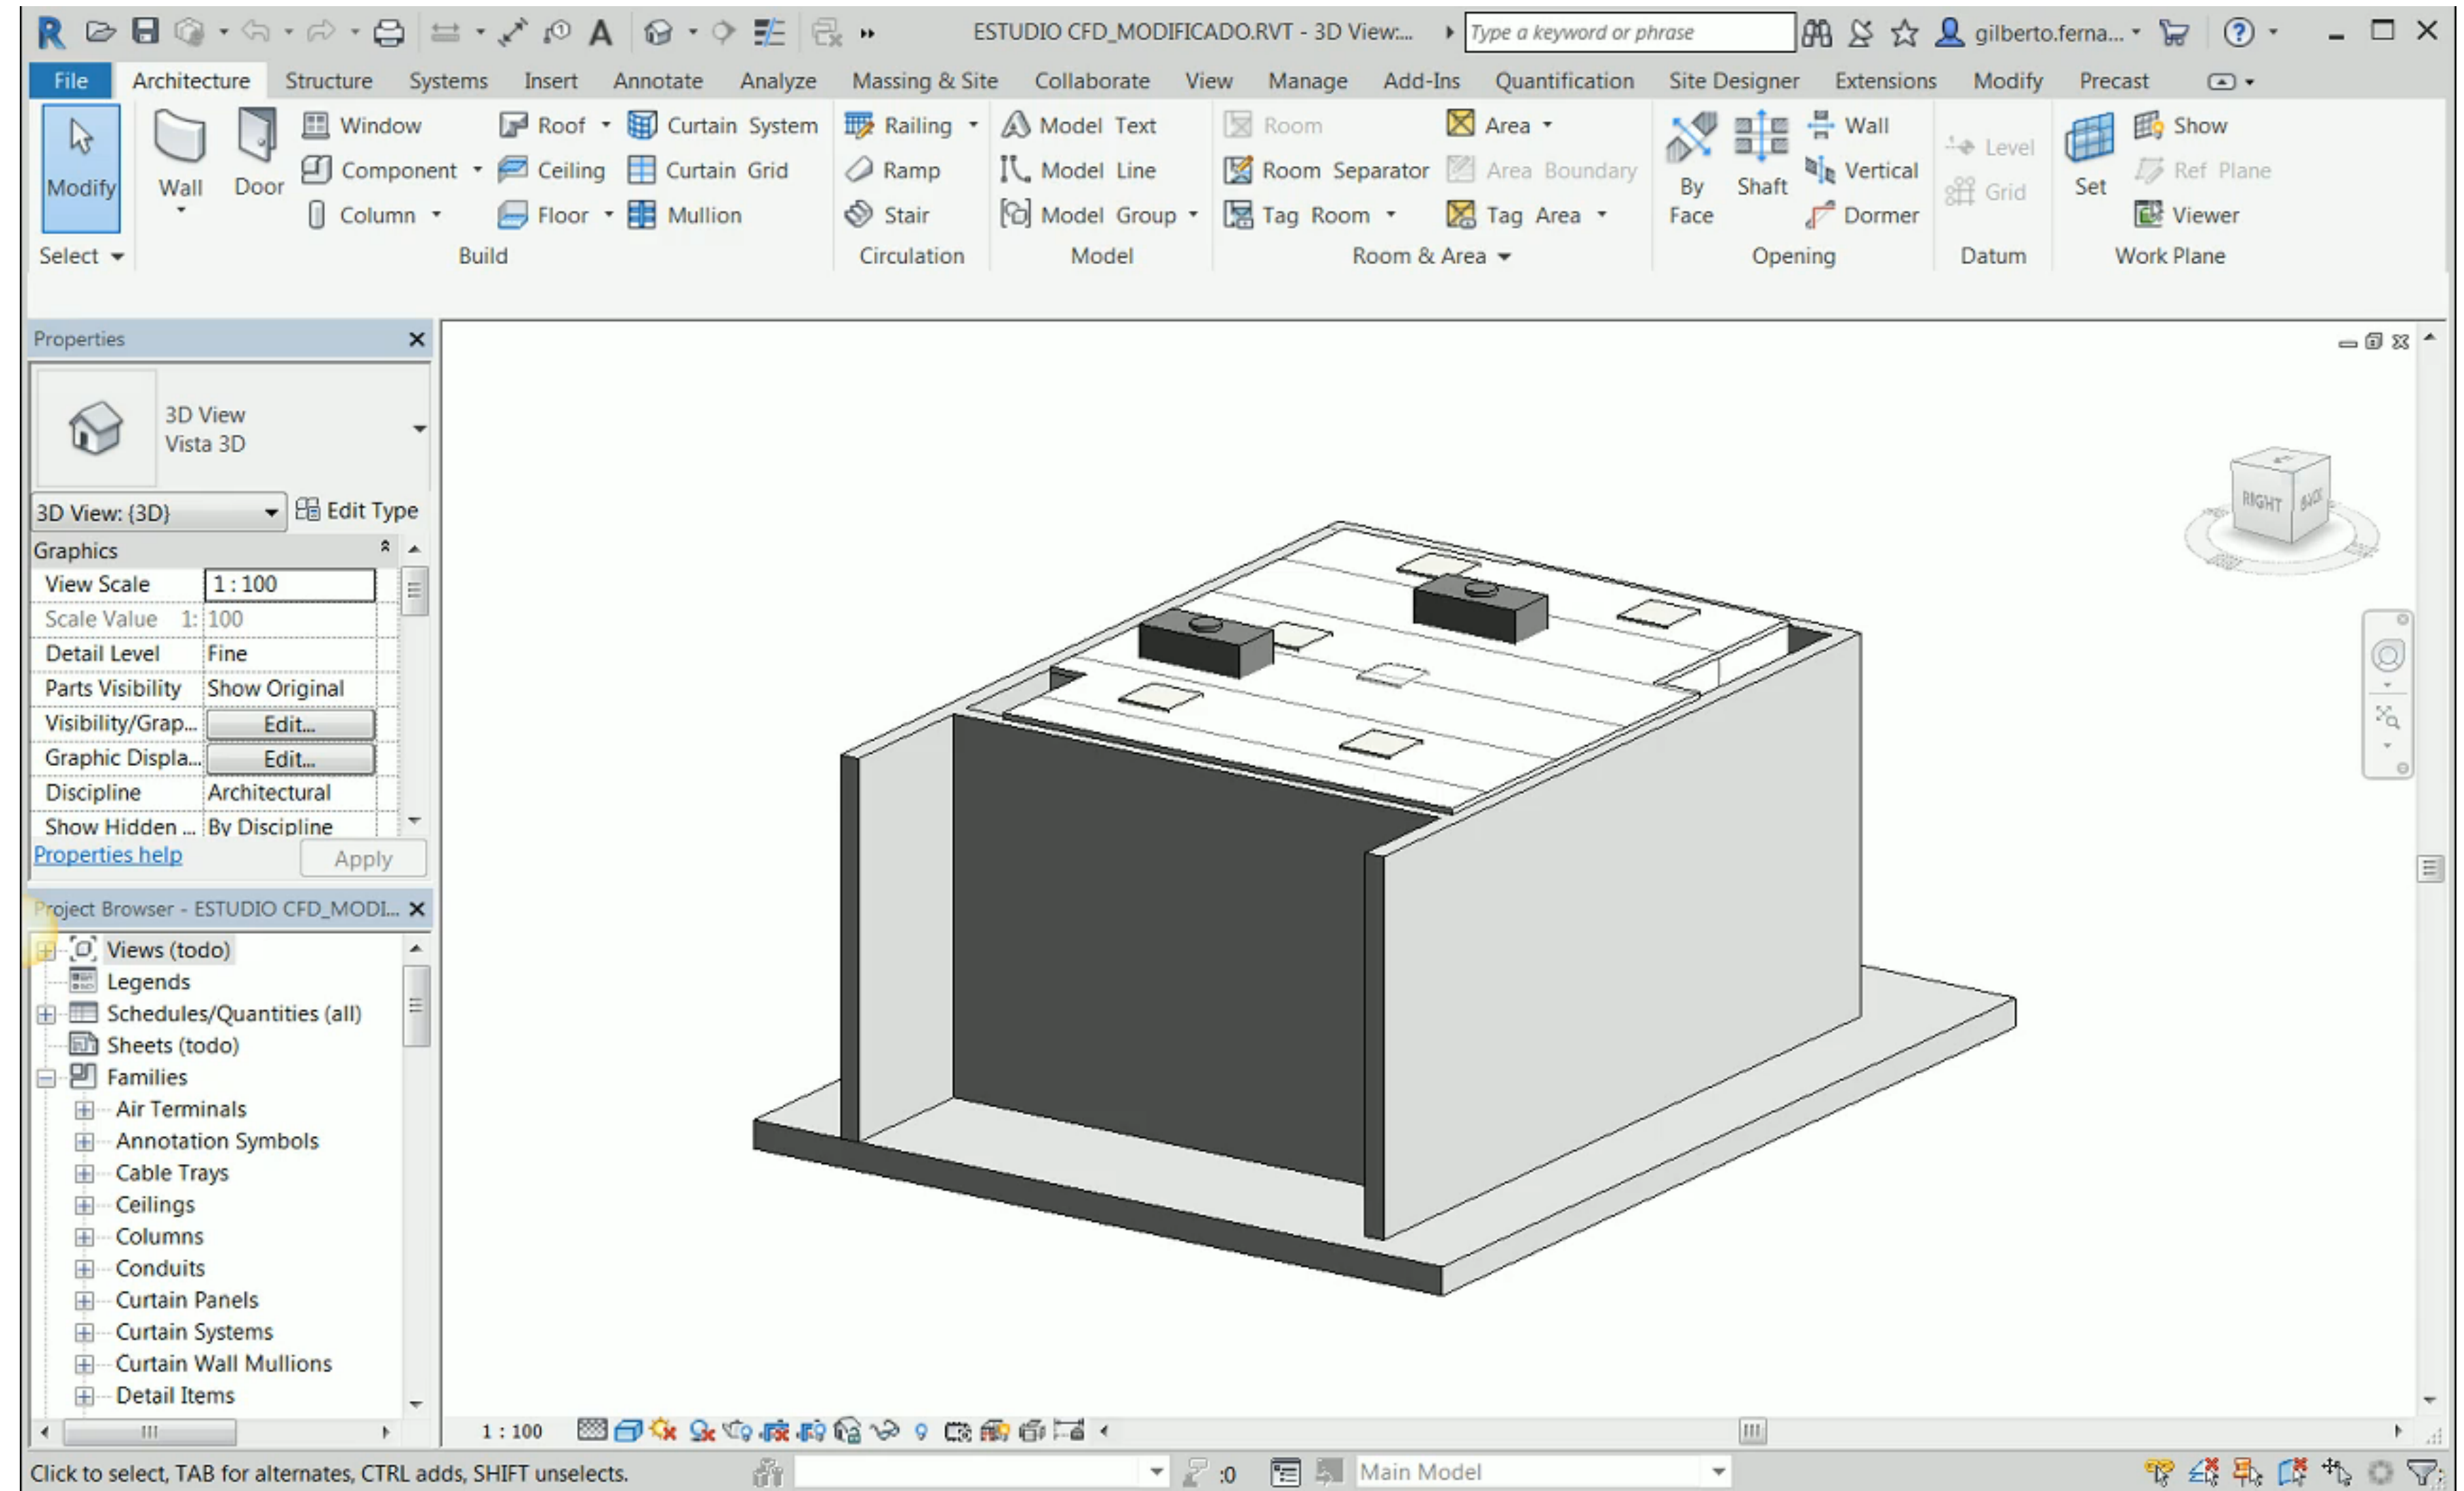 ESTUDIO CFD_MODIFICADO.RVT - 3D View:...
Type a keyword or phrase
gilberto.ferna...
File Architecture Structure Systems Insert Annotate Analyze Massing & Site Collaborate View Manage Add-Ins Quantification Site Designer Extensions Modify Precast
Window Roof Curtain System Railing Model Text Room Area Wall Show
Level
Component Ceiling Curtain Grid Ramp Model Line Room Separator Area Boundary Vertical Ref Plane
Modify Wall Door By Face Shaft Set
Grid
Column Floor Mullion Stair Model Group Tag Room Tag Area Dormer Viewer
Select Build Circulation Model Room & Area Opening Datum Work Plane
Properties
3D View
Vista 3D
3D View: {3D} Edit Type
Graphics
View Scale 1 : 100
Scale Value 1: 100
Detail Level Fine
Parts Visibility Show Original
Visibility/Grap... Edit...
Graphic Displa... Edit...
Discipline Architectural
Show Hidden ... By Discipline
Properties help Apply
Project Browser - ESTUDIO CFD_MODI...
Views (todo)
Legends
Schedules/Quantities (all)
Sheets (todo)
Families
Air Terminals
Annotation Symbols
Cable Trays
Ceilings
Columns
Conduits
Curtain Panels
Curtain Systems
Curtain Wall Mullions
Detail Items
RIGHT BACK
1 : 100
Click to select, TAB for alternates, CTRL adds, SHIFT unselects.
:0
Main Model